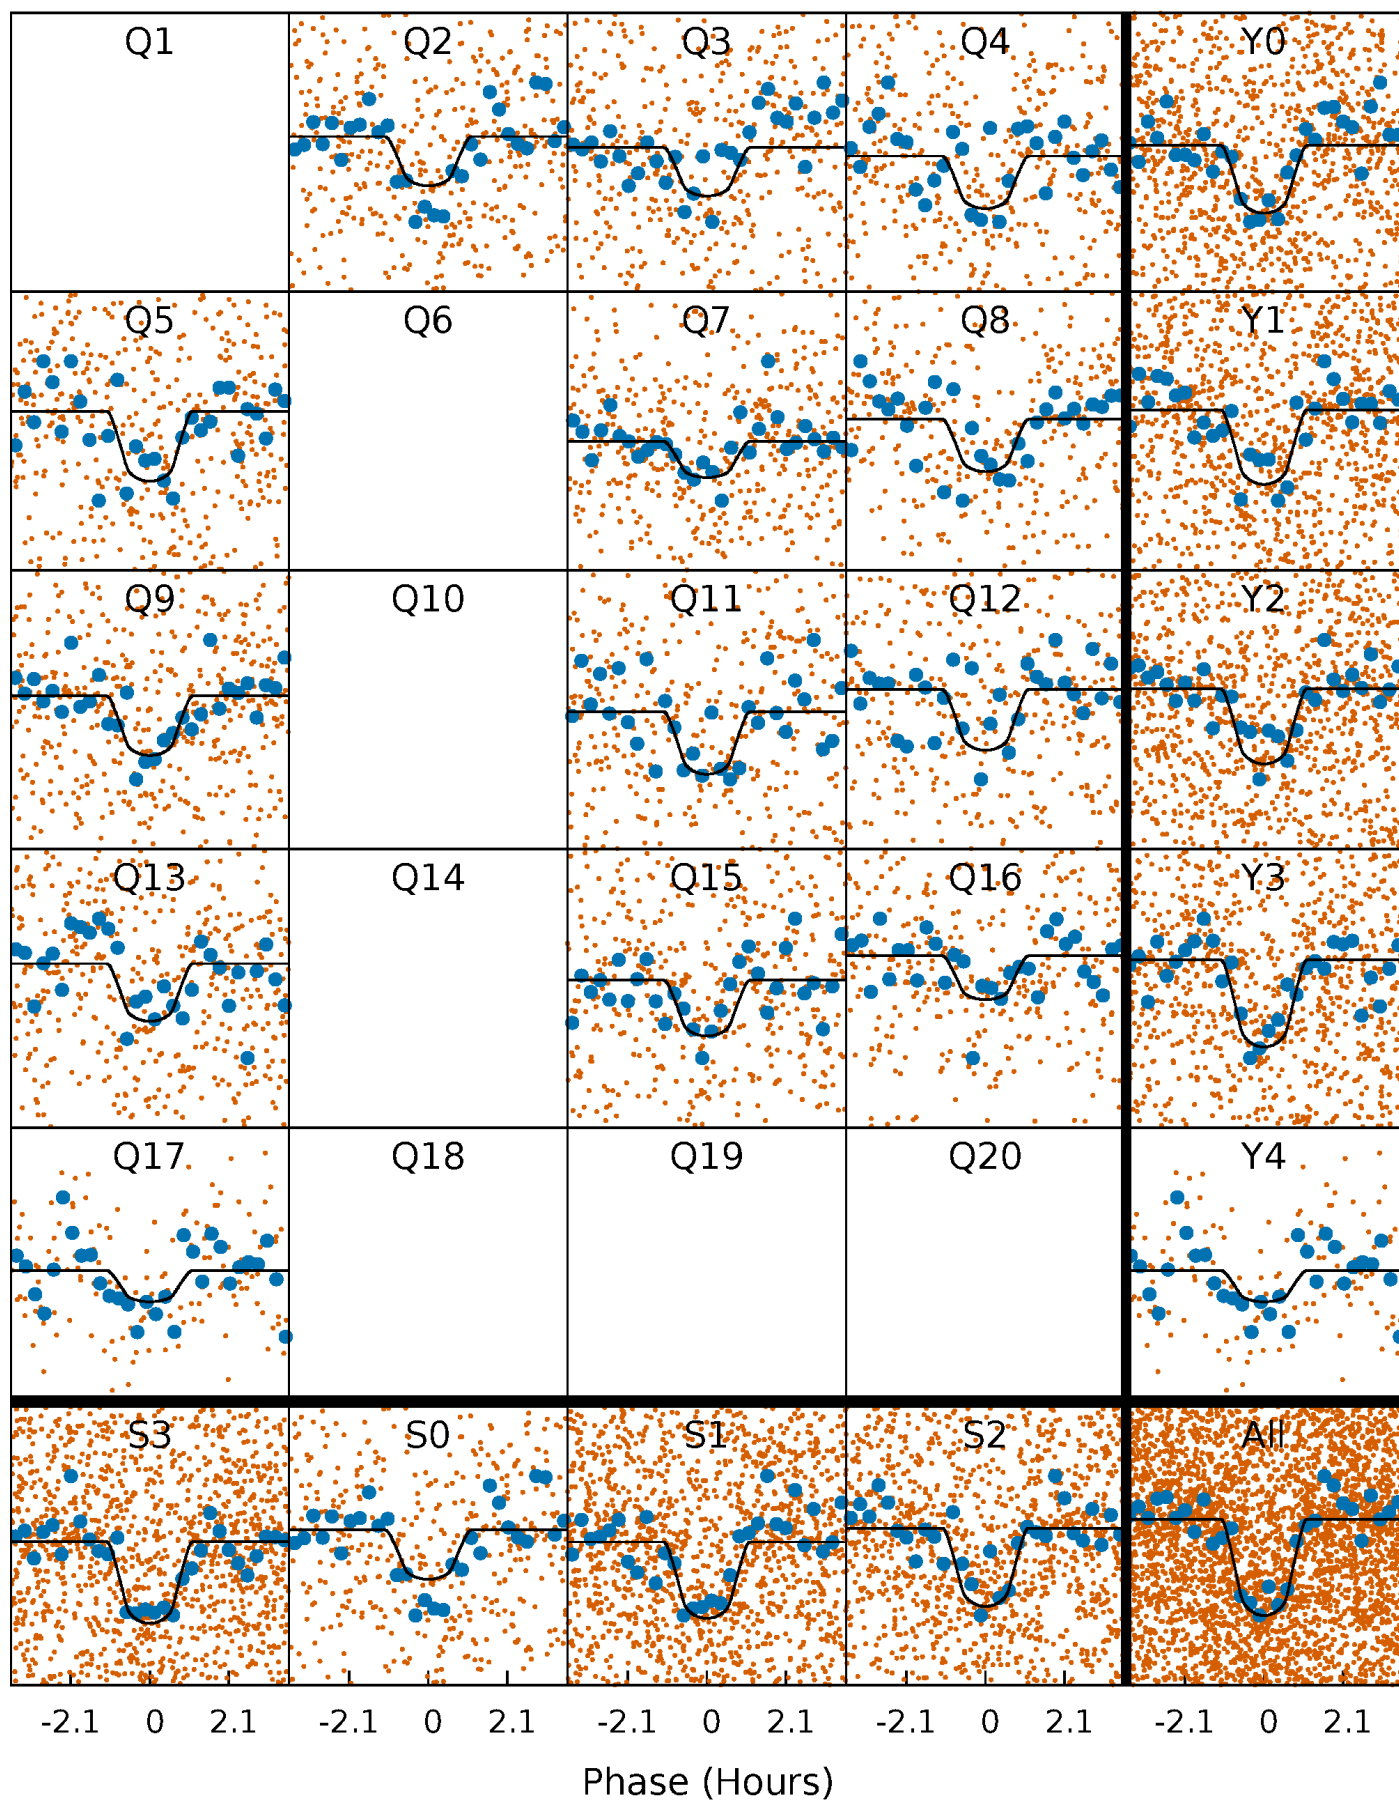 Q1 Q2 Q3 Q4 Y0
Q5 Q6 Q7 Q8 Y1
Q9 Q10 Q11 Q12 Y2
Q13 Q14 Q15 Q16 Y3
Q17 Q18 Q19 Q20 Y4
S3 S0 S1 S2 All
-2.1 0 2.1 -2.1 0 2.1 -2.1 0 2.1 -2.1 0 2.1 -2.1 0 2.1
Phase (Hours)